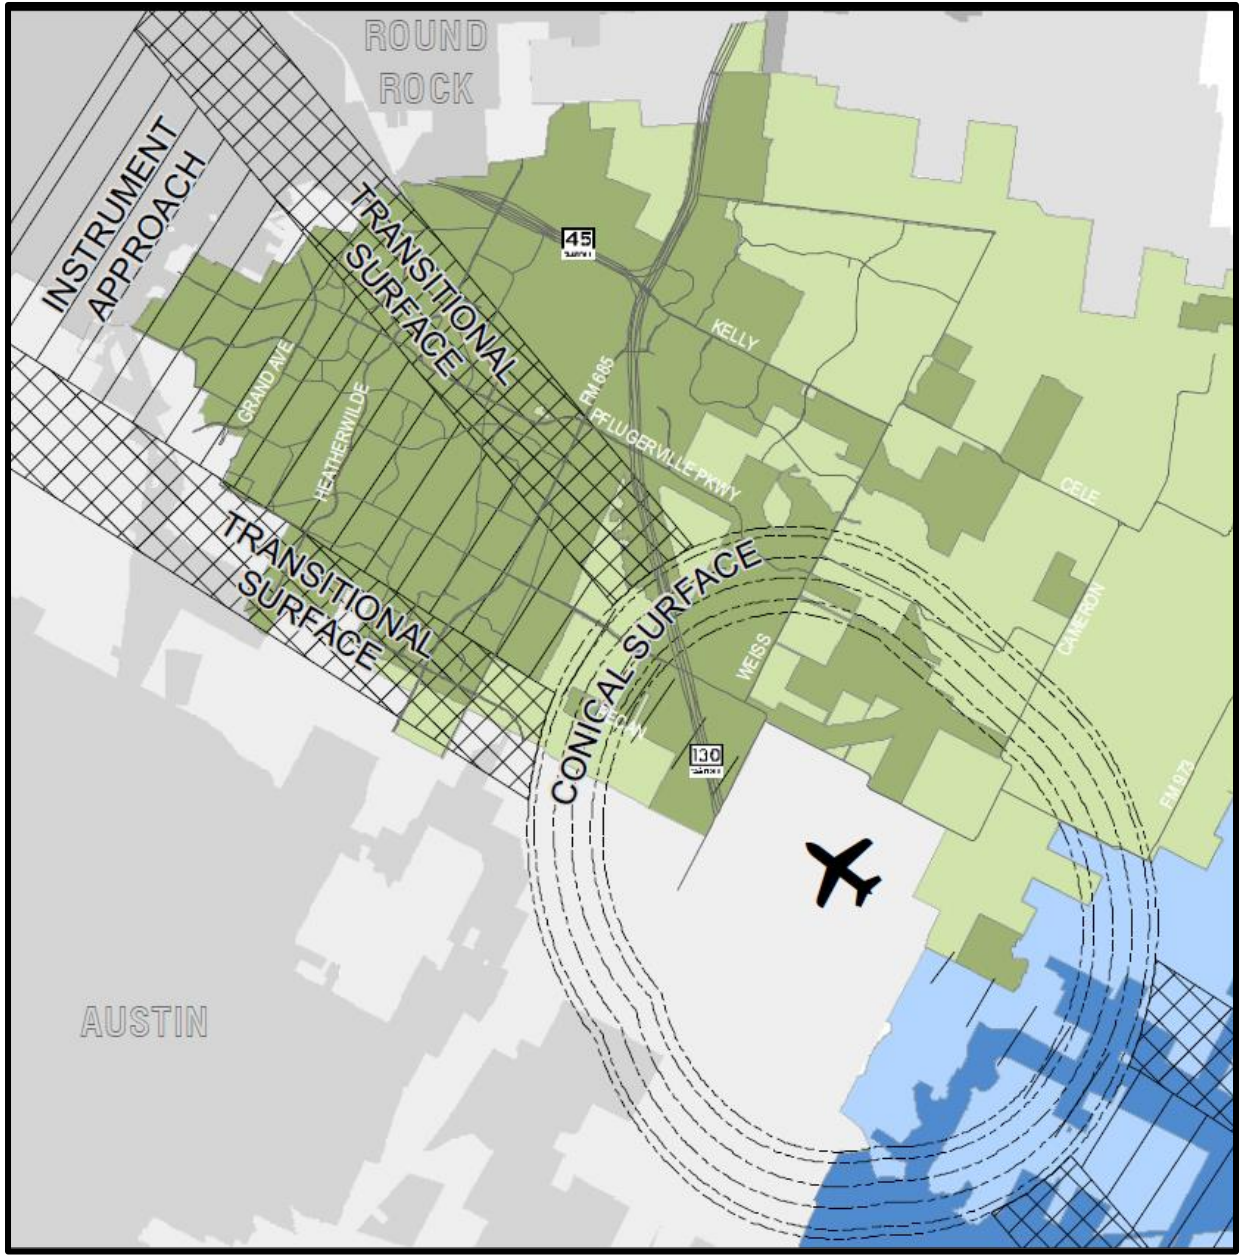 ROUND
ROCK
INSTRUMENT
APPROACH
TRANSITIONAL
SURFACE
45
KELLY
GRAND AVE
HEATHERWILDE
FM 685
PFLUGERVILLE PKWY
CELE
TRANSITIONAL
SURFACE
CONICAL SURFACE
WEISS
CAMERON
PECAN
130
FM 973
AUSTIN